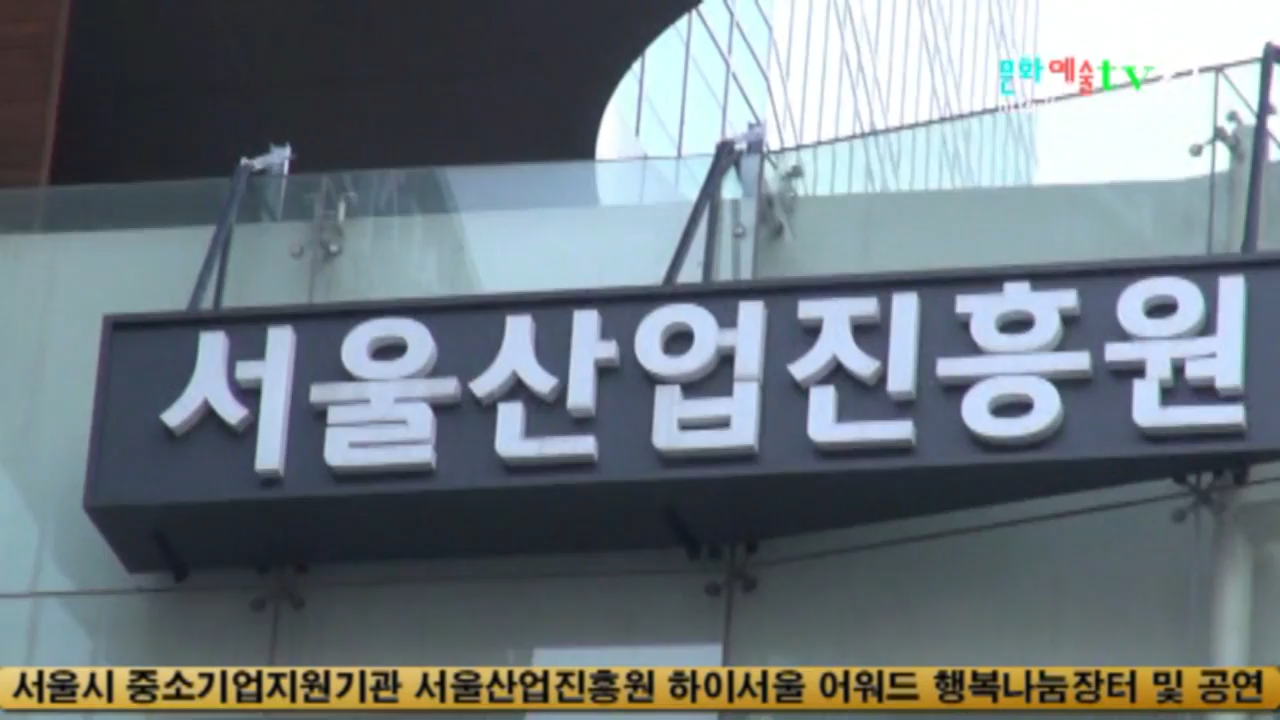 문화예술tv
서울산업진흥원
서울시 중소기업지원기관 서울산업진흥원 하이서울 어워드 행복나눔장터 및 공연